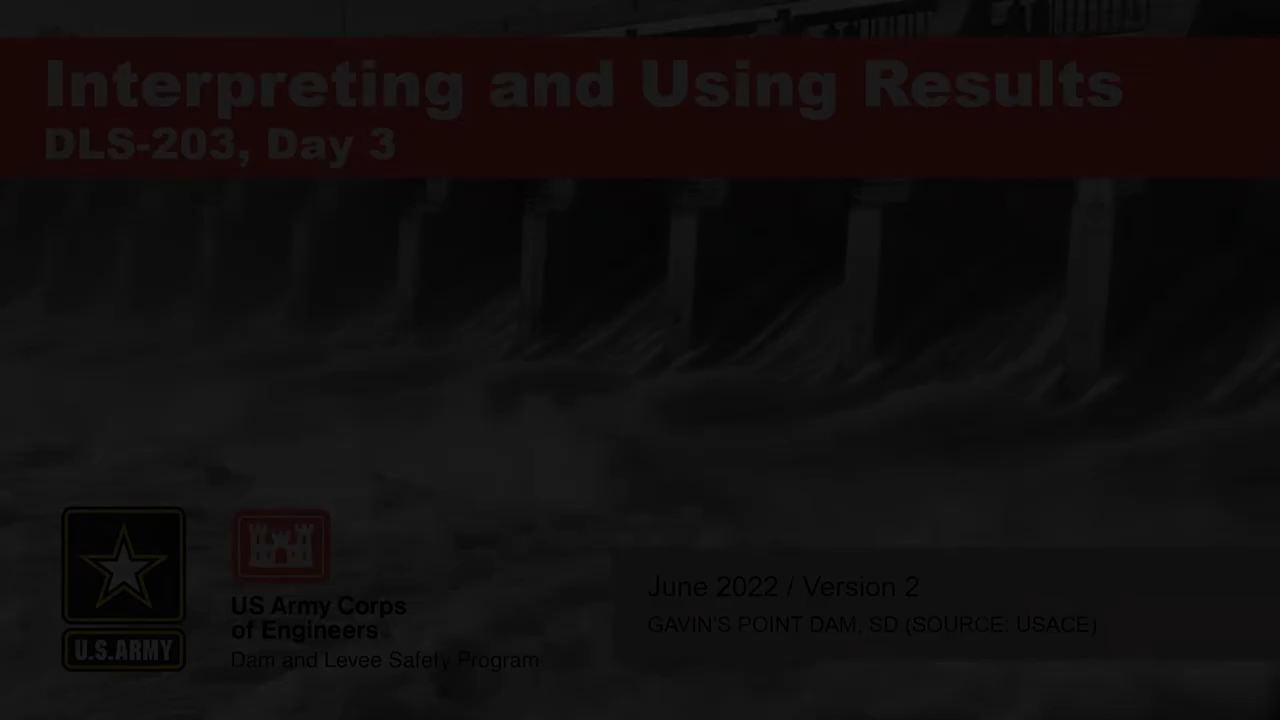 Interpreting and Using Results
DLS-203, Day 3
June 2022 / Version 2
GAVIN'S POINT DAM, SD (SOURCE: USACE)
US Army Corps
of Engineers
U.S.ARMY
Dam and Levee Safety Program